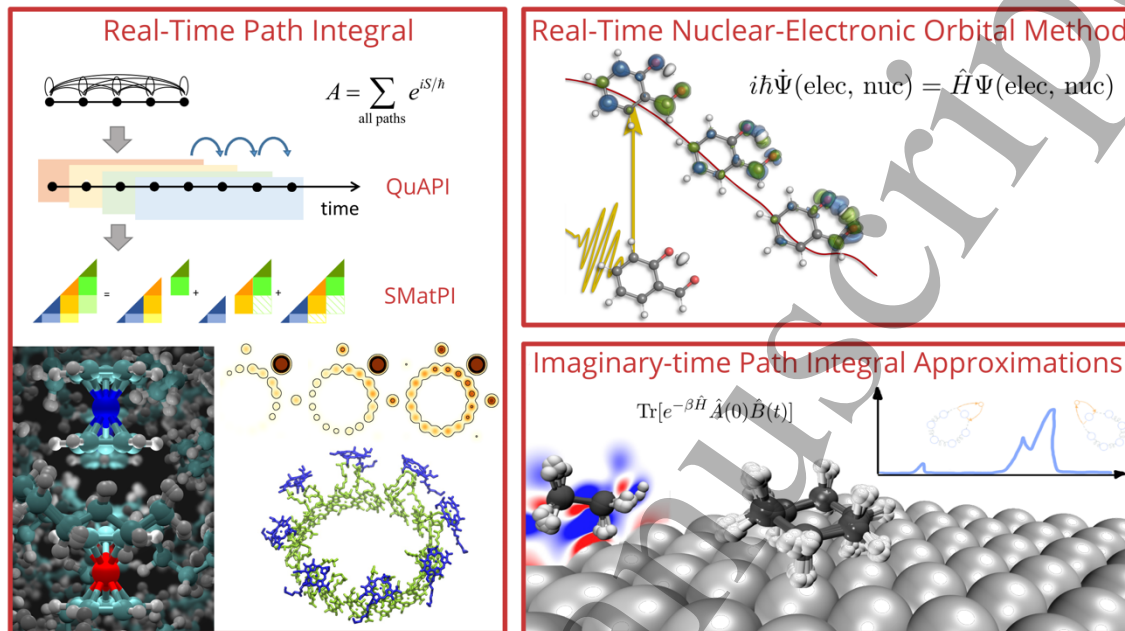 Real-Time Path Integral
A = ∑ e^{iS/ħ}
all paths
QuAPI
time
= + +
SMatPI
Real-Time Nuclear-Electronic Orbital Method
iħΨ̇(elec, nuc) = ĤΨ(elec, nuc)
Imaginary-time Path Integral Approximations
Tr[e^{-βĤ}Â(0)B̂(t)]